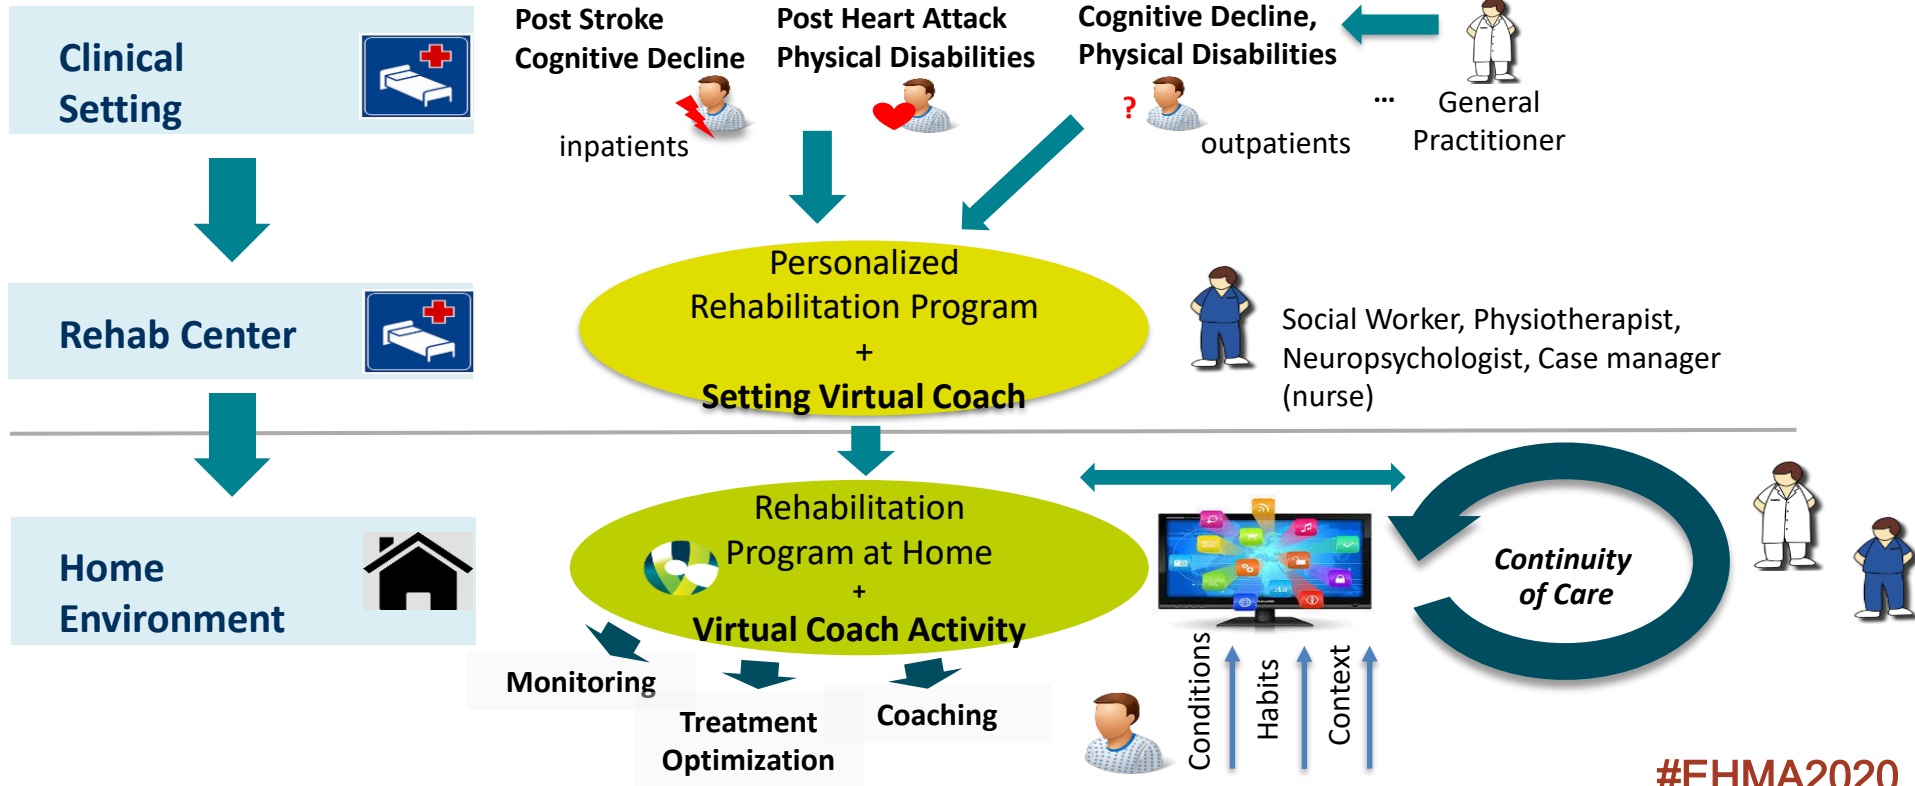 Clinical
Setting
Post Stroke
Cognitive Decline
inpatients
Post Heart Attack
Physical Disabilities
Cognitive Decline,
Physical Disabilities
?
outpatients
...
General
Practitioner
Rehab Center
Personalized
Rehabilitation Program
+
Setting Virtual Coach
Social Worker, Physiotherapist,
Neuropsychologist, Case manager
(nurse)
Home
Environment
Rehabilitation
Program at Home
+
Virtual Coach Activity
Monitoring
Treatment
Optimization
Coaching
Conditions
Habits
Context
Continuity
of Care
#EHMA2020